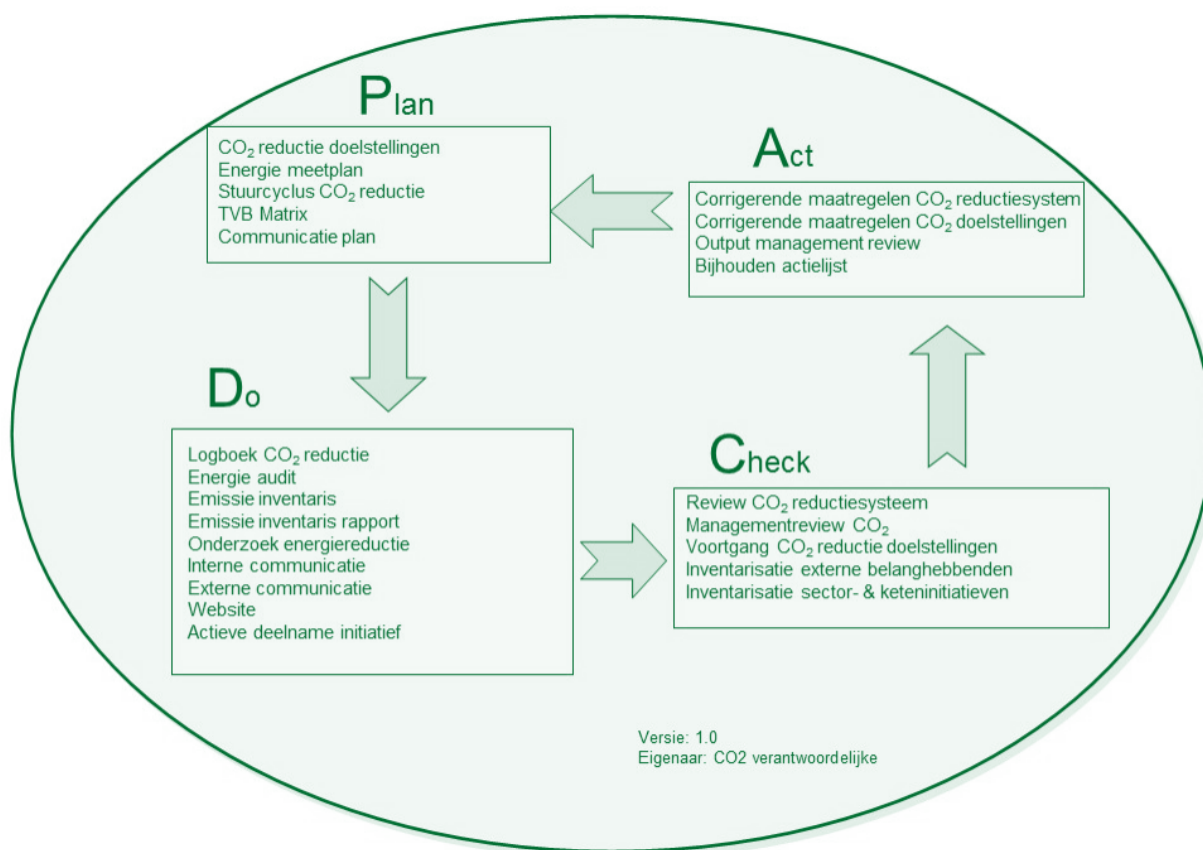 Plan
CO₂ reductie doelstellingen
Energie meetplan
Stuurcyclus CO₂ reductie
TVB Matrix
Communicatie plan
Act
Corrigerende maatregelen CO₂ reductiesystem
Corrigerende maatregelen CO₂ doelstellingen
Output management review
Bijhouden actielijst
Do
Logboek CO₂ reductie
Energie audit
Emissie inventaris
Emissie inventaris rapport
Onderzoek energiereductie
Interne communicatie
Externe communicatie
Website
Actieve deelname initiatief
Check
Review CO₂ reductiesysteem
Managementreview CO₂
Voortgang CO₂ reductie doelstellingen
Inventarisatie externe belanghebbenden
Inventarisatie sector- & keteninitiatieven
Versie: 1.0
Eigenaar: CO2 verantwoordelijke